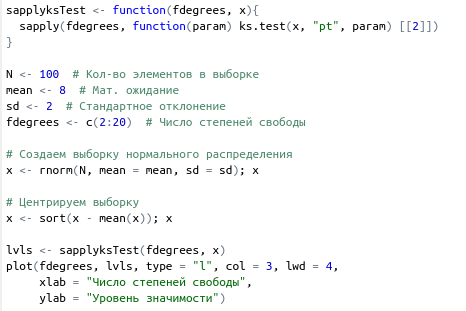 sapplyksTest <- function(fdegrees, x){
  sapply(fdegrees, function(param) ks.test(x, "pt", param) [[2]])
}
N <- 100  # Кол-во элементов в выборке
mean <- 8  # Мат. ожидание
sd <- 2  # Стандартное отклонение
fdegrees <- c(2:20)  # Число степеней свободы
# Создаем выборку нормального распределения
x <- rnorm(N, mean = mean, sd = sd); x
# Центрируем выборку
x <- sort(x - mean(x)); x
lvls <- sapplyksTest(fdegrees, x)
plot(fdegrees, lvls, type = "l", col = 3, lwd = 4,
     xlab = "Число степеней свободы",
     ylab = "Уровень значимости")